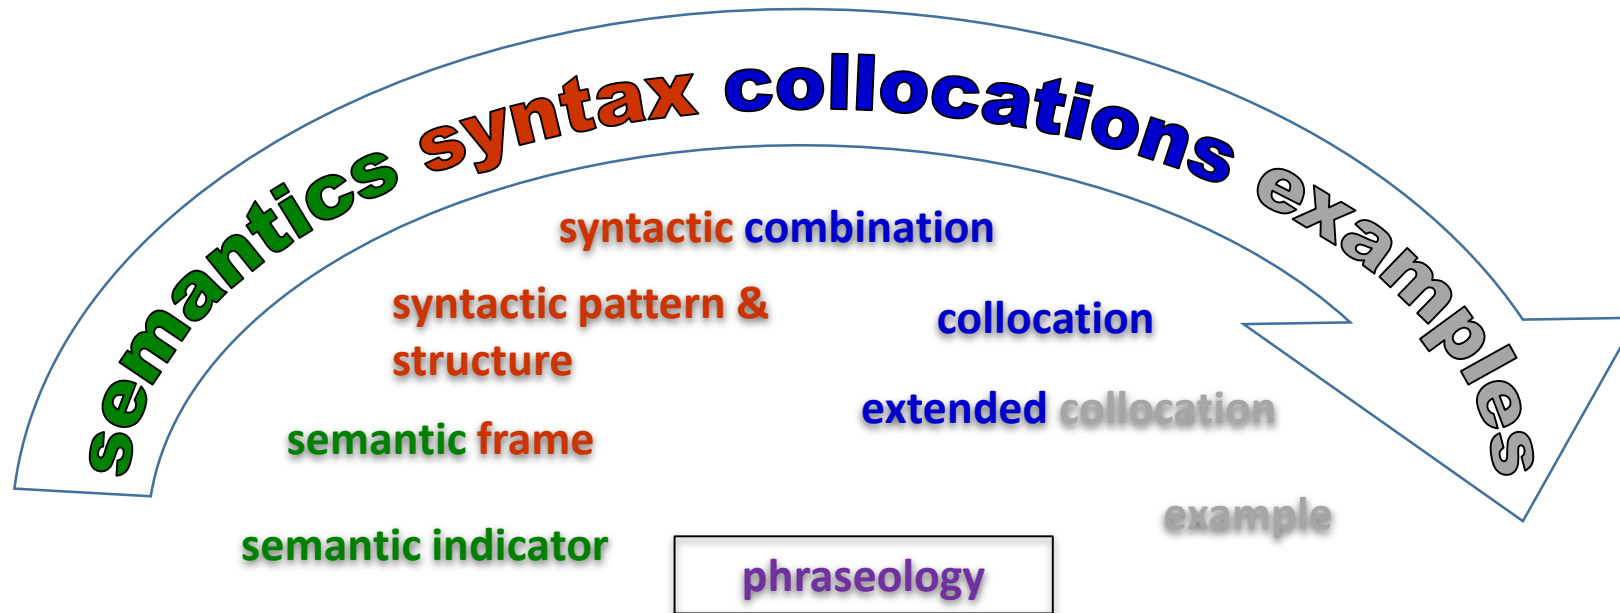 semantics syntax collocations examples
syntactic combination
syntactic pattern &
structure
collocation
extended collocation
semantic frame
example
semantic indicator
phraseology